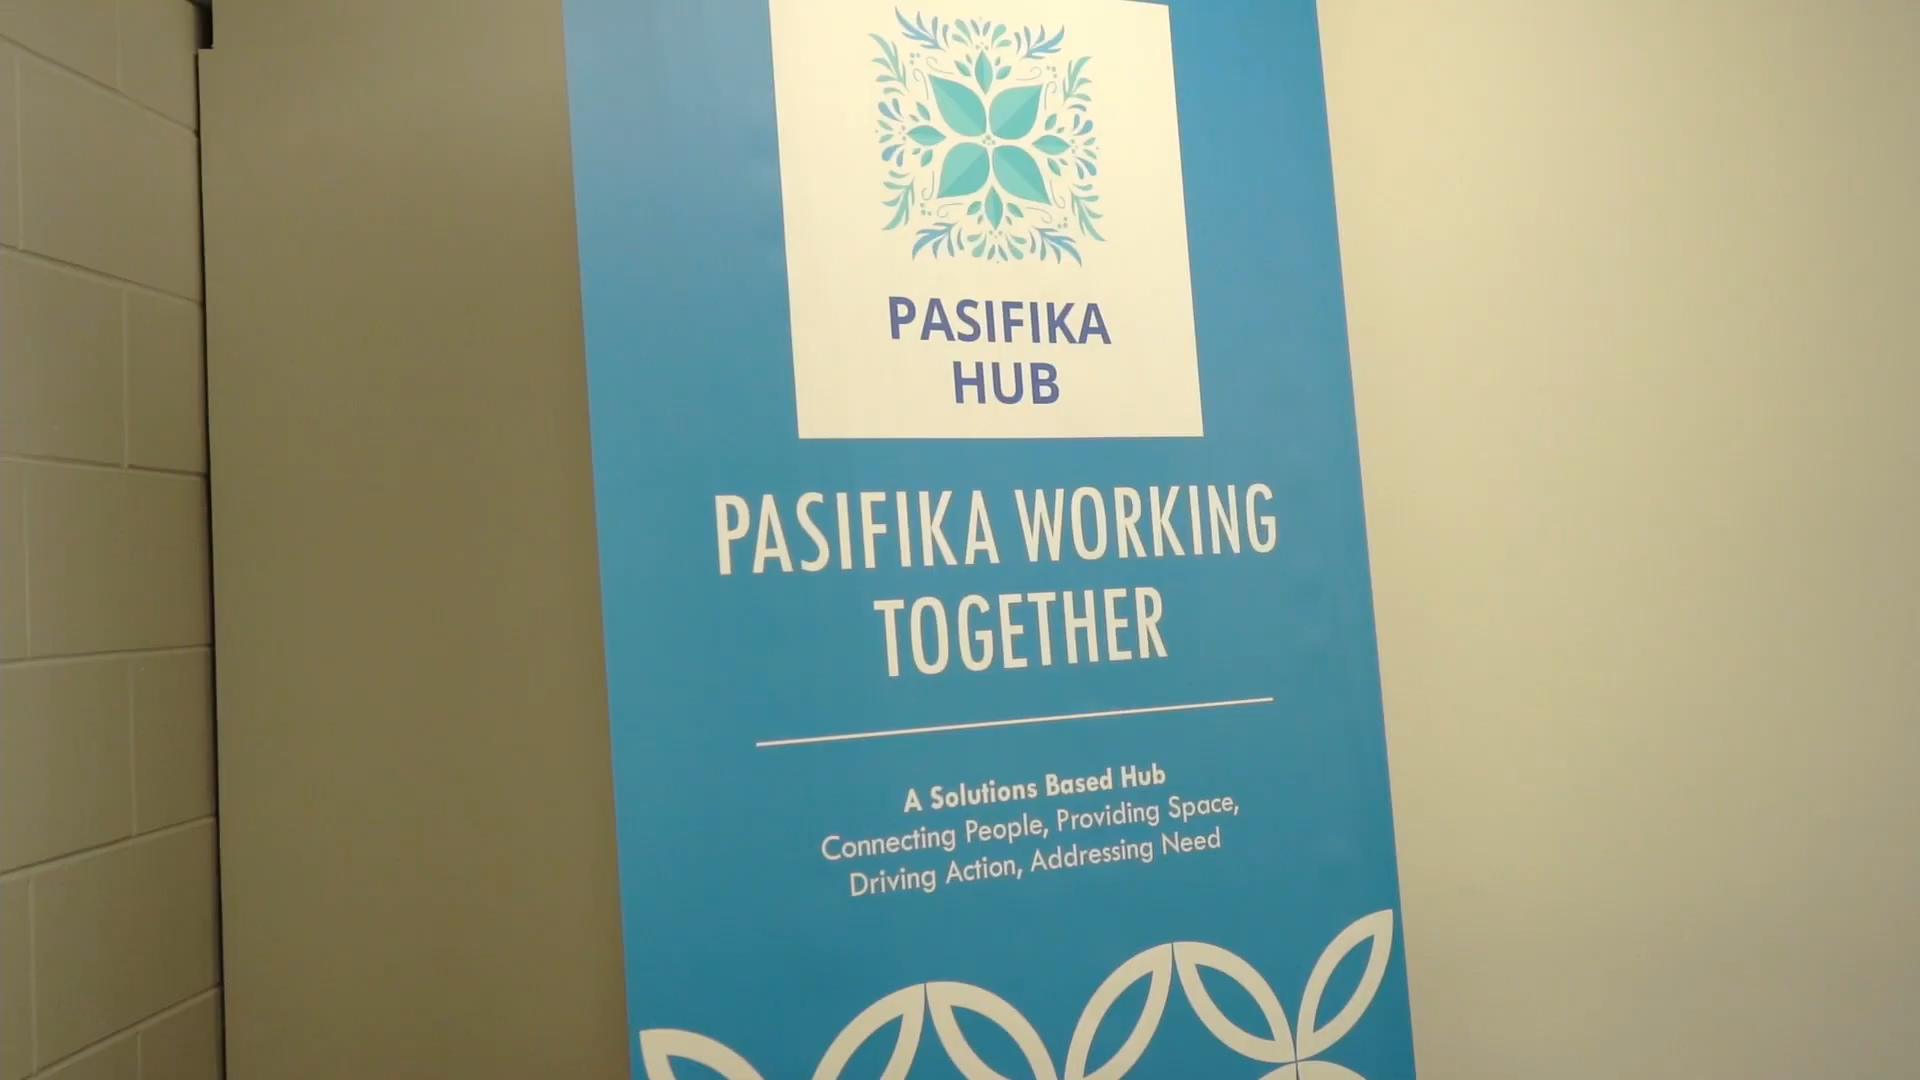 PASIFIKA
HUB
PASIFIKA WORKING
TOGETHER
A Solutions Based Hub
Connecting People, Providing Space,
Driving Action, Addressing Need